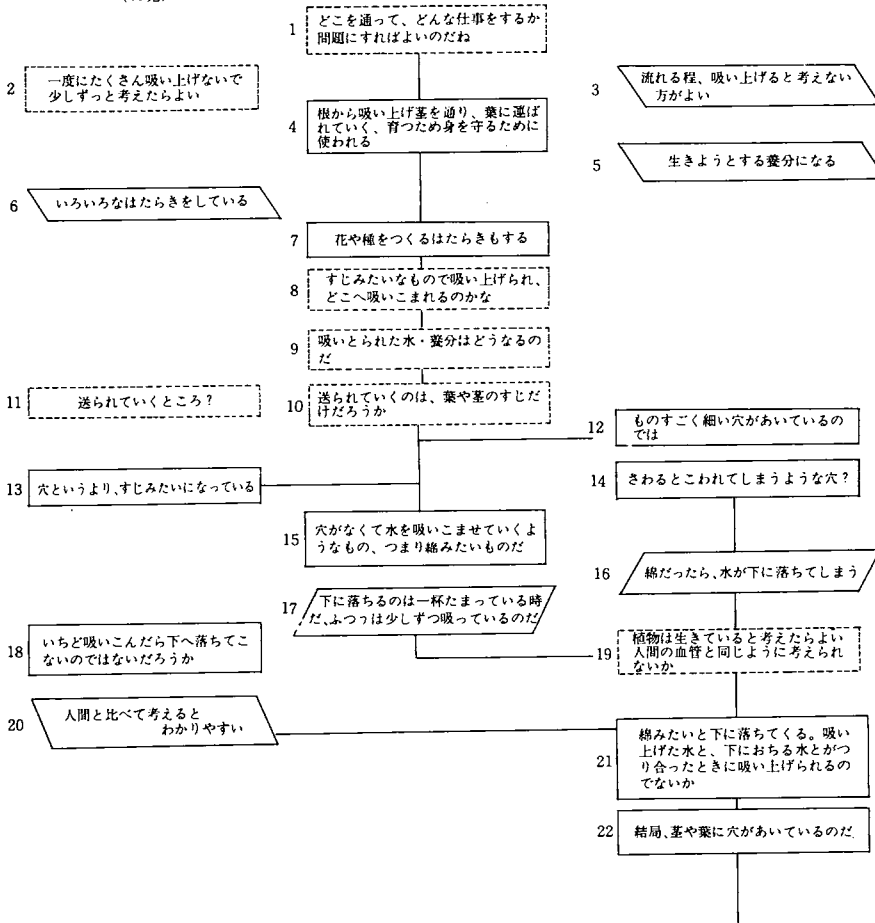 1
どこを通って、どんな仕事をするか
問題にすればよいのだね
2
一度にたくさん吸い上げないで
少しずっと考えたらよい
3
流れる程、吸い上げると考えない
方がよい
4
根から吸い上げ茎を通り、葉に運ば
れていく、育つため身を守るために
使われる
5
生きようとする養分になる
6
いろいろなはたらきをしている
7
花や種をつくるはたらきもする
8
すじみたいなもので吸い上げられ、
どこへ吸いこまれるのかな
9
吸いとられた水・養分はどうなるの
だ
10
送られていくのは、葉や茎のすじだ
けだろうか
11
送られていくところ?
12
ものすごく細い穴があいているの
では
13
穴というより、すじみたいになっている
14
さわるとこわれてしまうような穴?
15
穴がなくて水を吸いこませていくよ
うなもの、つまり綿みたいものだ
16
綿だったら、水が下に落ちてしまう
17
下に落ちるのは一杯たまっている時
だ、ふつうは少しずつ吸っているのだ
18
いちど吸いこんだら下へ落ちてこ
ないのではないだろうか
19
植物は生きていると考えたらよい
人間の血管と同じように考えられ
ないか
20
人間と比べて考えると
わかりやすい
21
綿みたいと下に落ちてくる。吸い
上げた水と、下におちる水とがつ
り合ったときに吸い上げられるの
でないか
22
結局、茎や葉に穴があいているのだ